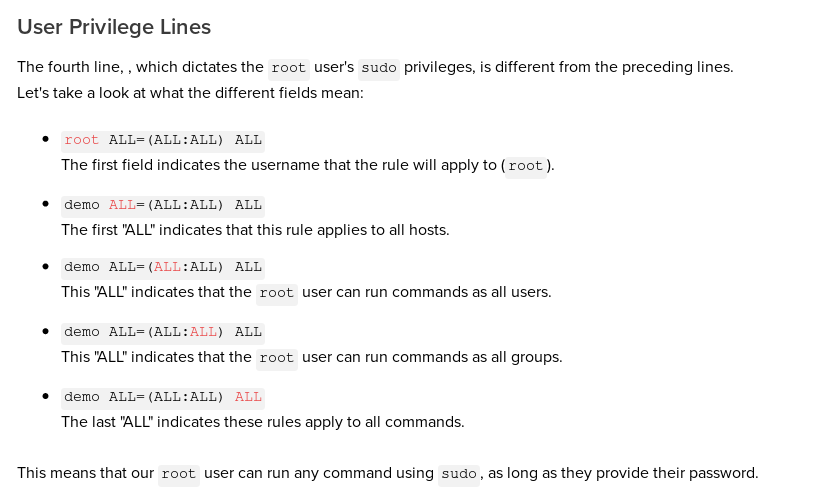 User Privilege Lines
The fourth line, , which dictates the root user's sudo privileges, is different from the preceding lines.
Let's take a look at what the different fields mean:
• root ALL=(ALL:ALL) ALL
The first field indicates the username that the rule will apply to (root).
• demo ALL=(ALL:ALL) ALL
The first "ALL" indicates that this rule applies to all hosts.
• demo ALL=(ALL:ALL) ALL
This "ALL" indicates that the root user can run commands as all users.
• demo ALL=(ALL:ALL) ALL
This "ALL" indicates that the root user can run commands as all groups.
• demo ALL=(ALL:ALL) ALL
The last "ALL" indicates these rules apply to all commands.
This means that our root user can run any command using sudo, as long as they provide their password.